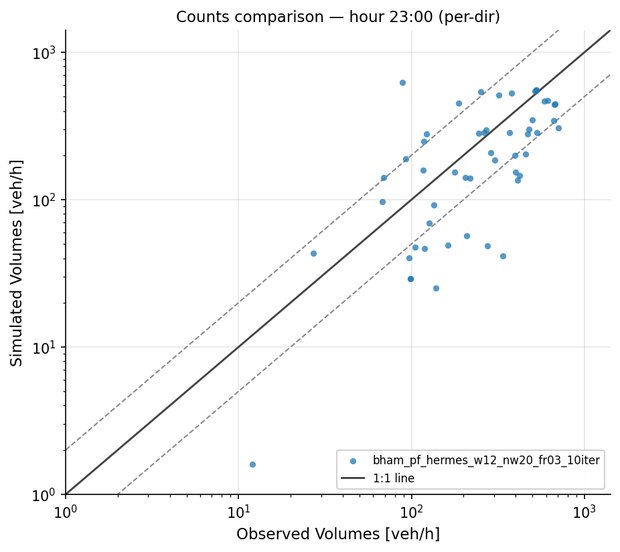 Counts comparison — hour 23:00 (per-dir)
Simulated Volumes [veh/h]
10³
10²
10¹
10⁰
10⁰ 10¹ 10² 10³
Observed Volumes [veh/h]
bham_pf_hermes_w12_nw20_fr03_10iter
1:1 line